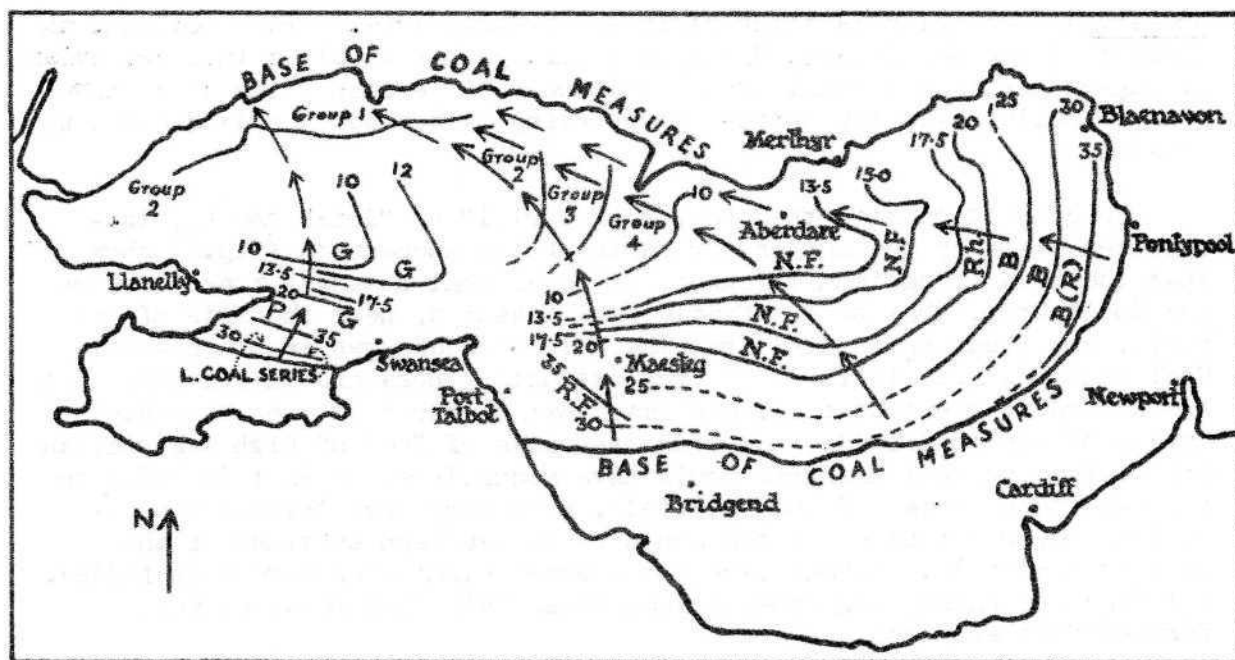 BASE OF COAL MEASURES
Group 1
Group 2
Group 2
Group 3
Group 4
10
12
10
13.5
20
17.5
G
G
G
P
30
35
L. COAL SERIES
Llanelly
Swansea
Port Talbot
Merthyr
Aberdare
Maesteg
10
13.5
15.0
17.5
20
25
30
35
Blaenavon
Pontypool
N.F.
N.F.
N.F.
N.F.
Rh.
B
B
B(R)
10
13.5
17.5
20
25
35
R.F.
30
BASE OF COAL MEASURES
Newport
Cardiff
Bridgend
N